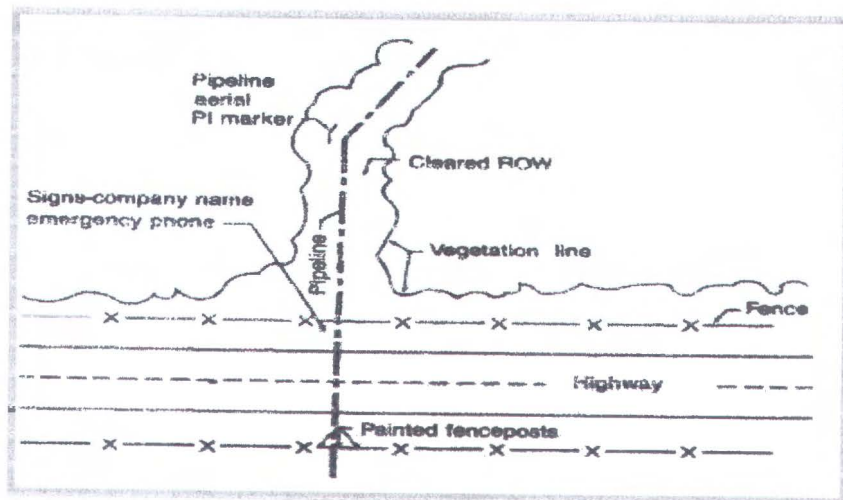 Pipeline
aerial
PI marker
Cleared ROW
Signs-company name
emergency phone
Pipeline
Vegetation line
Fence
Highway
Painted fenceposts